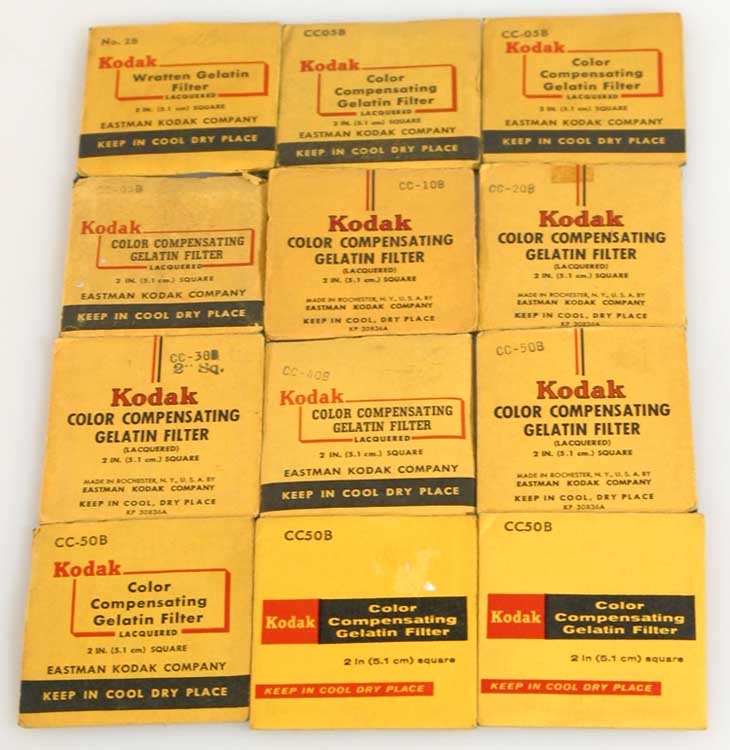 No. 2B
Kodak
Wratten Gelatin
Filter
LACQUERED
2 IN. (5.1 cm) SQUARE
EASTMAN KODAK COMPANY
KEEP IN COOL DRY PLACE
CC05B
Kodak
Color
Compensating
Gelatin Filter
LACQUERED
2 IN. (5.1 cm) SQUARE
EASTMAN KODAK COMPANY
KEEP IN COOL DRY PLACE
CC-05B
Kodak
Color
Compensating
Gelatin Filter
LACQUERED
2 IN. (5.1 cm) SQUARE
EASTMAN KODAK COMPANY
KEEP IN COOL DRY PLACE
Kodak
COLOR COMPENSATING
GELATIN FILTER
LACQUERED
2 IN. (5.1 cm.) SQUARE
EASTMAN KODAK COMPANY
KEEP IN COOL DRY PLACE
CC-10B
Kodak
COLOR COMPENSATING
GELATIN FILTER
(LACQUERED)
2 IN. (5.1 cm.) SQUARE
MADE IN ROCHESTER, N. Y., U. S. A. BY
EASTMAN KODAK COMPANY
KEEP IN COOL, DRY PLACE
KP 30836A
CC-20B
Kodak
COLOR COMPENSATING
GELATIN FILTER
(LACQUERED)
2 IN. (5.1 cm.) SQUARE
MADE IN ROCHESTER, N. Y., U. S. A. BY
EASTMAN KODAK COMPANY
KEEP IN COOL, DRY PLACE
KP 30836A
CC-30B
2" Sq.
Kodak
COLOR COMPENSATING
GELATIN FILTER
(LACQUERED)
2 IN. (5.1 cm.) SQUARE
MADE IN ROCHESTER, N. Y., U. S. A. BY
EASTMAN KODAK COMPANY
KEEP IN COOL, DRY PLACE
KP 30836A
CC-40B
Kodak
COLOR COMPENSATING
GELATIN FILTER
LACQUERED
2 IN. (5.1 cm.) SQUARE
EASTMAN KODAK COMPANY
KEEP IN COOL DRY PLACE
CC-50B
Kodak
COLOR COMPENSATING
GELATIN FILTER
(LACQUERED)
2 IN. (5.1 cm.) SQUARE
MADE IN ROCHESTER, N. Y., U. S. A. BY
EASTMAN KODAK COMPANY
KEEP IN COOL, DRY PLACE
KP 30836A
CC-50B
Kodak
Color
Compensating
Gelatin Filter
LACQUERED
2 IN. (5.1 cm) SQUARE
EASTMAN KODAK COMPANY
KEEP IN COOL DRY PLACE
CC50B
Kodak
Color
Compensating
Gelatin Filter
2 in (5.1 cm) square
KEEP IN COOL DRY PLACE
CC50B
Kodak
Color
Compensating
Gelatin Filter
2 in (5.1 cm) square
KEEP IN COOL DRY PLACE